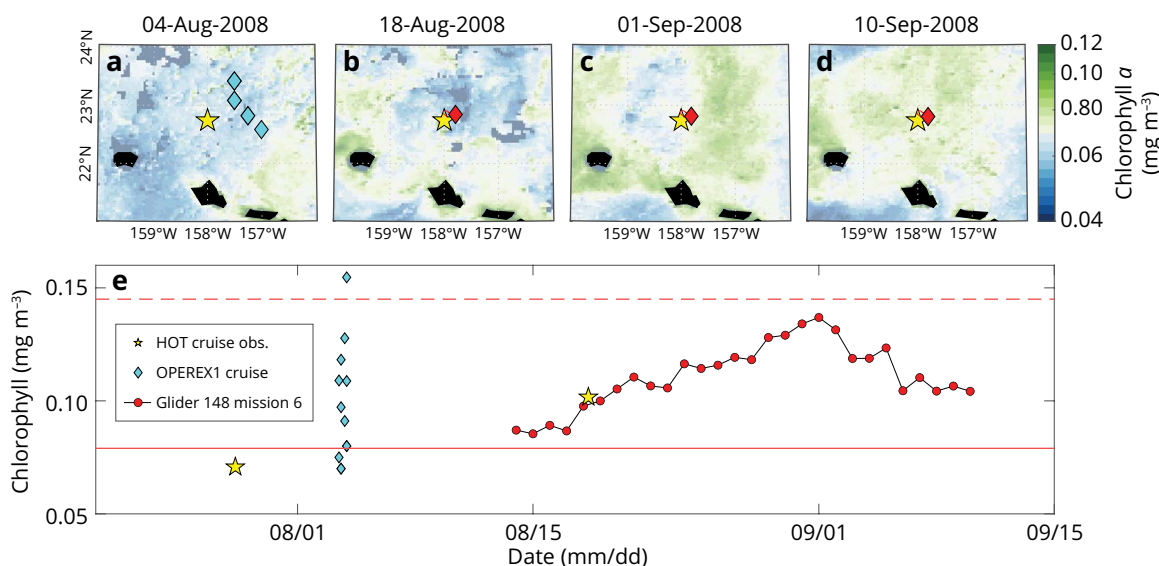 04-Aug-2008
18-Aug-2008
01-Sep-2008
10-Sep-2008
a
b
c
d
24°N
23°N
22°N
159°W 158°W 157°W
159°W 158°W 157°W
159°W 158°W 157°W
159°W 158°W 157°W
0.12
0.10
0.80
0.06
0.04
Chlorophyll a
(mg m⁻³)
e
Chlorophyll (mg m⁻³)
0.15
0.10
0.05
HOT cruise obs.
OPEREX1 cruise
Glider 148 mission 6
08/01
08/15
09/01
09/15
Date (mm/dd)